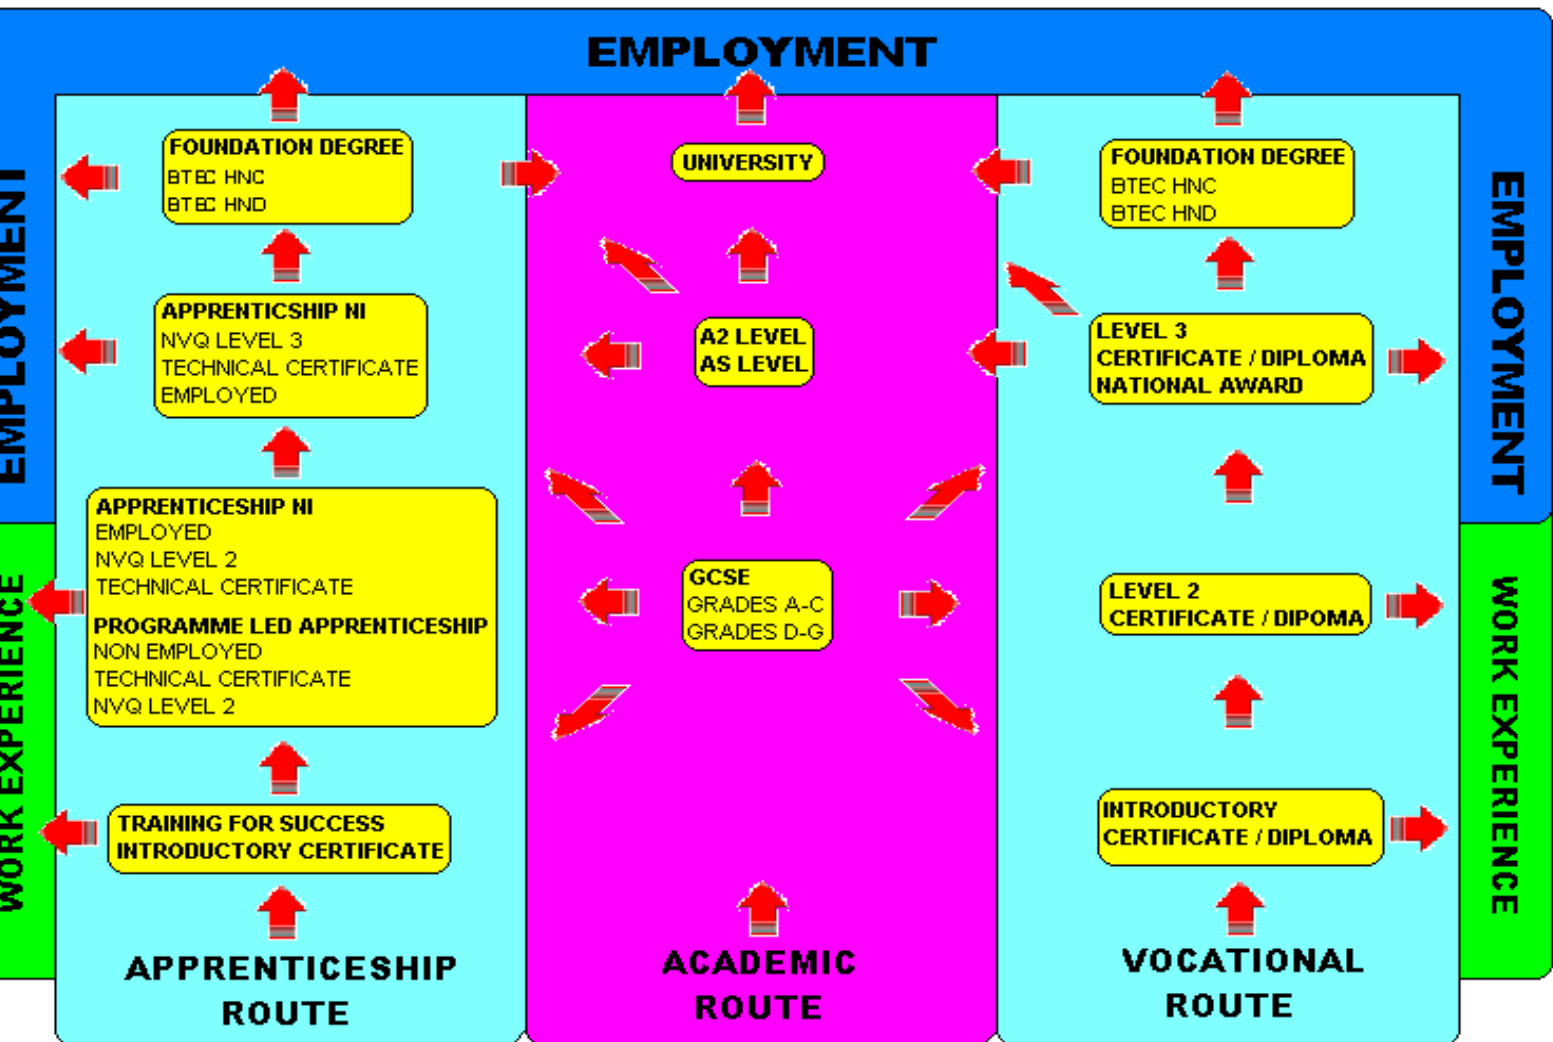 EMPLOYMENT
EMPLOYMENT
WORK EXPERIENCE
FOUNDATION DEGREE
BTEC HNC
BTEC HND
APPRENTICSHIP NI
NVQ LEVEL 3
TECHNICAL CERTIFICATE
EMPLOYED
APPRENTICESHIP NI
EMPLOYED
NVQ LEVEL 2
TECHNICAL CERTIFICATE
PROGRAMME LED APPRENTICESHIP
NON EMPLOYED
TECHNICAL CERTIFICATE
NVQ LEVEL 2
TRAINING FOR SUCCESS
INTRODUCTORY CERTIFICATE
APPRENTICESHIP
ROUTE
UNIVERSITY
A2 LEVEL
AS LEVEL
GCSE
GRADES A-C
GRADES D-G
ACADEMIC
ROUTE
FOUNDATION DEGREE
BTEC HNC
BTEC HND
LEVEL 3
CERTIFICATE / DIPLOMA
NATIONAL AWARD
LEVEL 2
CERTIFICATE / DIPOMA
INTRODUCTORY
CERTIFICATE / DIPLOMA
VOCATIONAL
ROUTE
EMPLOYMENT
WORK EXPERIENCE